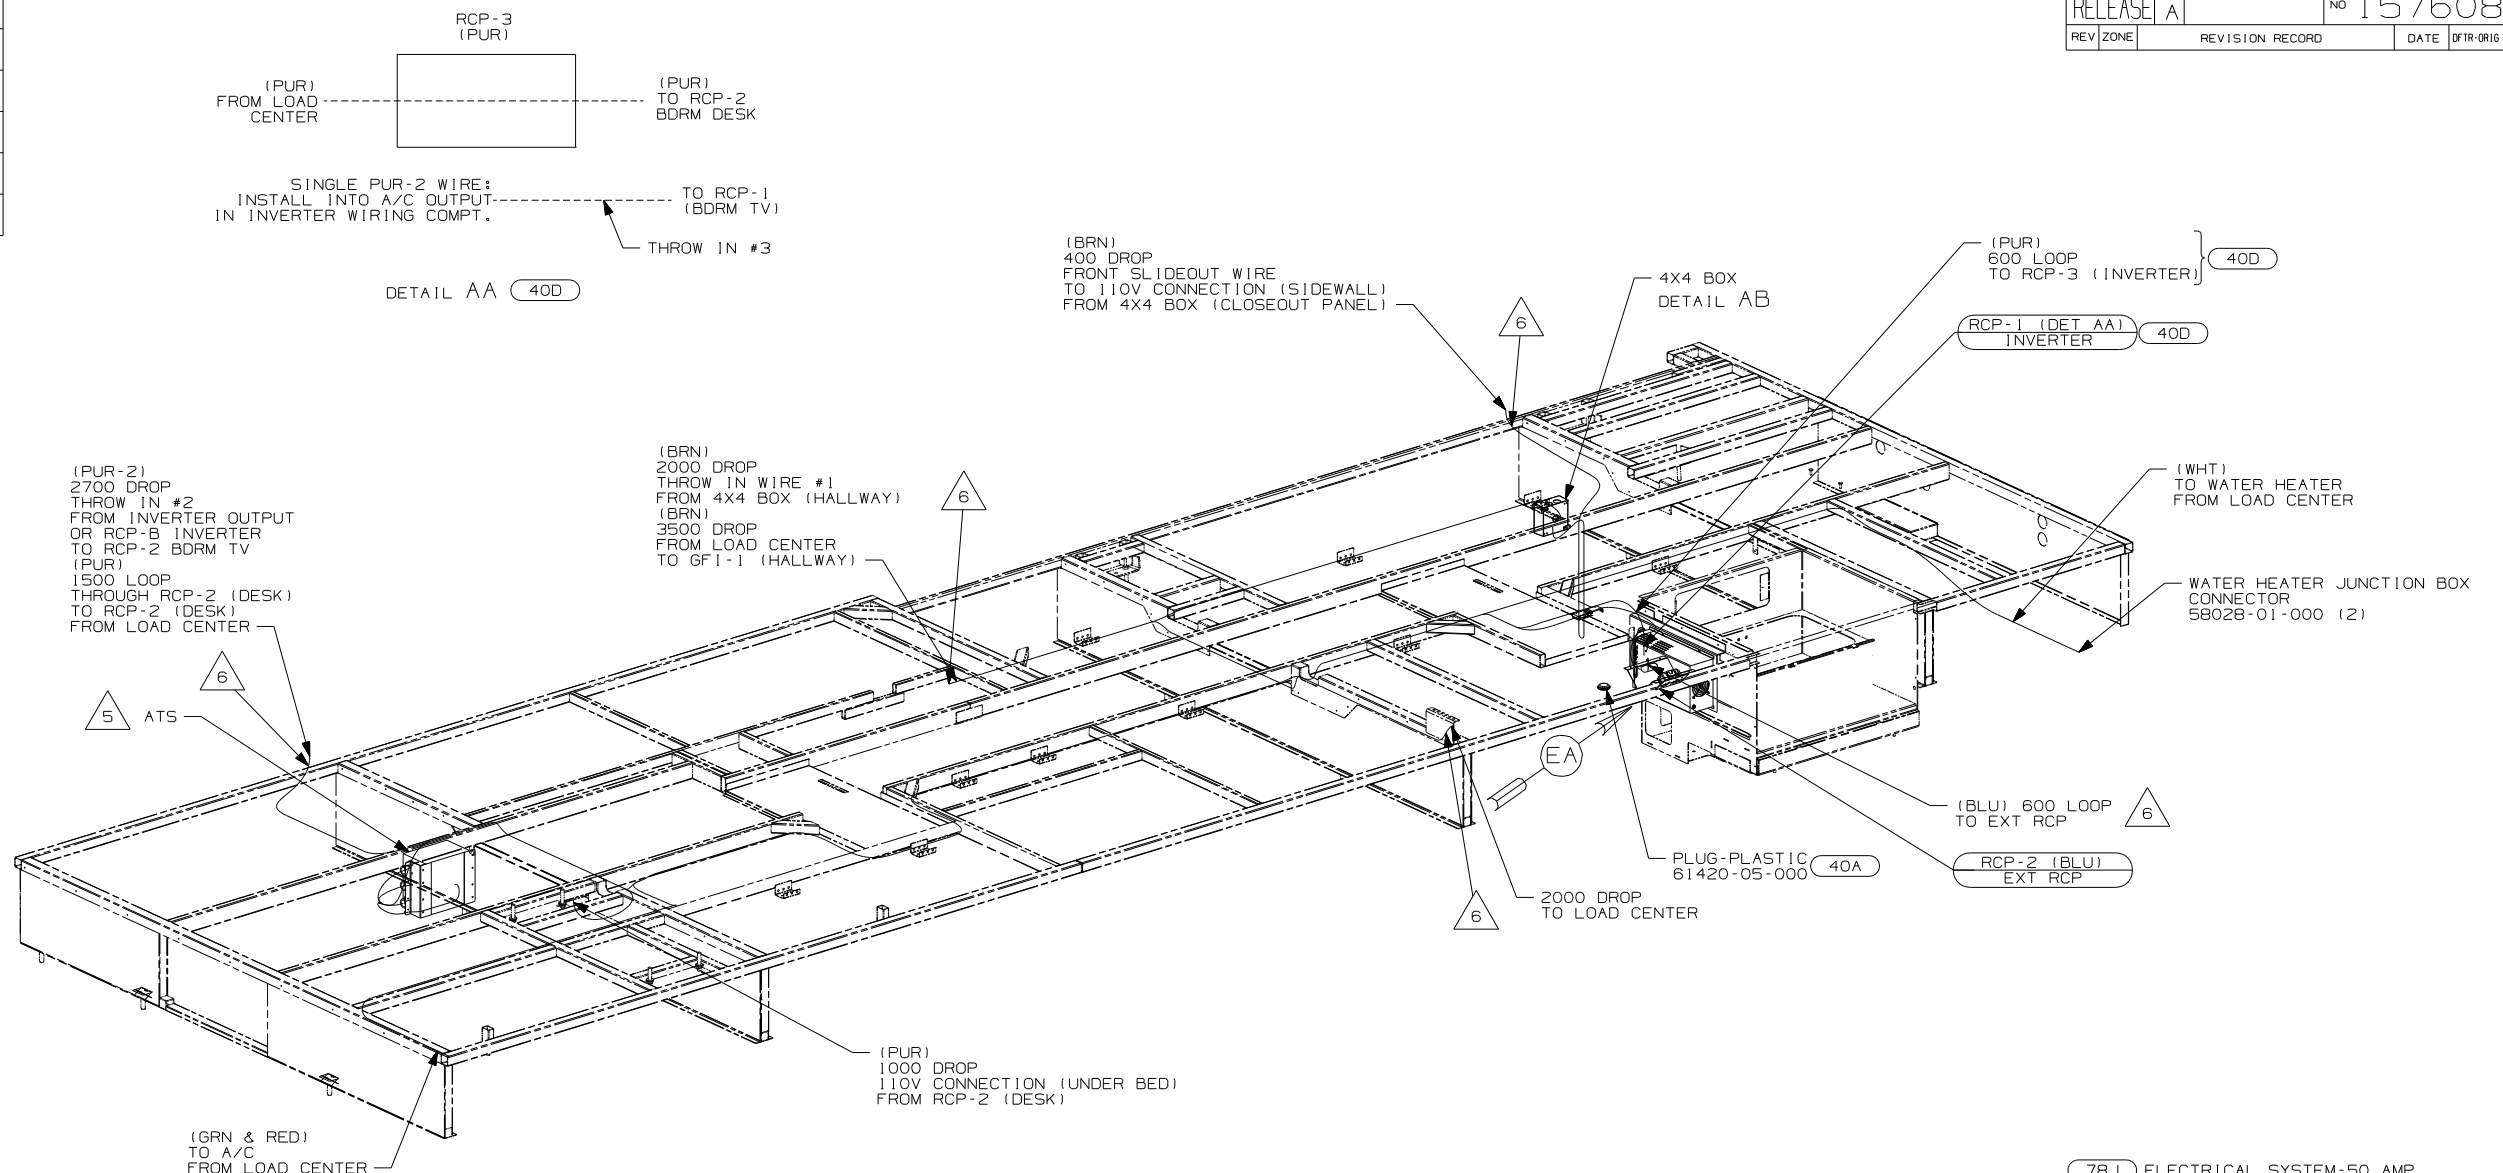 RCP-3
(PUR)
(PUR)
FROM LOAD
CENTER
(PUR)
TO RCP-2
BDRM DESK
SINGLE PUR-2 WIRE:
INSTALL INTO A/C OUTPUT
IN INVERTER WIRING COMPT.
TO RCP-1
(BDRM TV)
THROW IN #3
DETAIL AA 40D
RELEASE A NO 157608
REV ZONE REVISION RECORD DATE DFTR-ORIG
(BRN)
400 DROP
FRONT SLIDEOUT WIRE
TO 110V CONNECTION (SIDEWALL)
FROM 4X4 BOX (CLOSEOUT PANEL)
6
4X4 BOX
DETAIL AB
(PUR)
600 LOOP
TO RCP-3 (INVERTER)
40D
RCP-1 (DET AA)
INVERTER
40D
(PUR-2)
2700 DROP
THROW IN #2
FROM INVERTER OUTPUT
OR RCP-B INVERTER
TO RCP-2 BDRM TV
(PUR)
1500 LOOP
THROUGH RCP-2 (DESK)
TO RCP-2 (DESK)
FROM LOAD CENTER
6
5 ATS
(BRN)
2000 DROP
THROW IN WIRE #1
FROM 4X4 BOX (HALLWAY)
(BRN)
3500 DROP
FROM LOAD CENTER
TO GFI-1 (HALLWAY)
6
(WHT)
TO WATER HEATER
FROM LOAD CENTER
WATER HEATER JUNCTION BOX
CONNECTOR
58028-01-000 (2)
EA
(BLU) 600 LOOP
TO EXT RCP
6
PLUG-PLASTIC
61420-05-000
40A
RCP-2 (BLU)
EXT RCP
2000 DROP
TO LOAD CENTER
6
(PUR)
1000 DROP
110V CONNECTION (UNDER BED)
FROM RCP-2 (DESK)
(GRN & RED)
TO A/C
FROM LOAD CENTER
78J ELECTRICAL SYSTEM-50 AMP